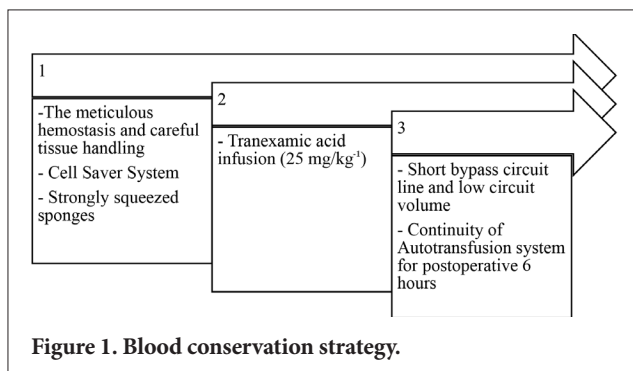 1
-The meticulous
hemostasis and careful
tissue handling
- Cell Saver System
- Strongly squeezed
sponges
2
- Tranexamic acid
infusion (25 mg/kg⁻¹)
3
- Short bypass circuit
line and low circuit
volume
- Continuity of
Autotransfusion system
for postoperative 6
hours
Figure 1. Blood conservation strategy.